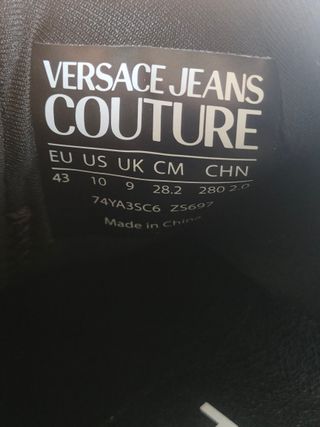 VERSACE JEANS
COUTURE
EU US UK CM CHN
43 10 9 28.2 280 2.0
74YA3SC6 ZS697
Made in China